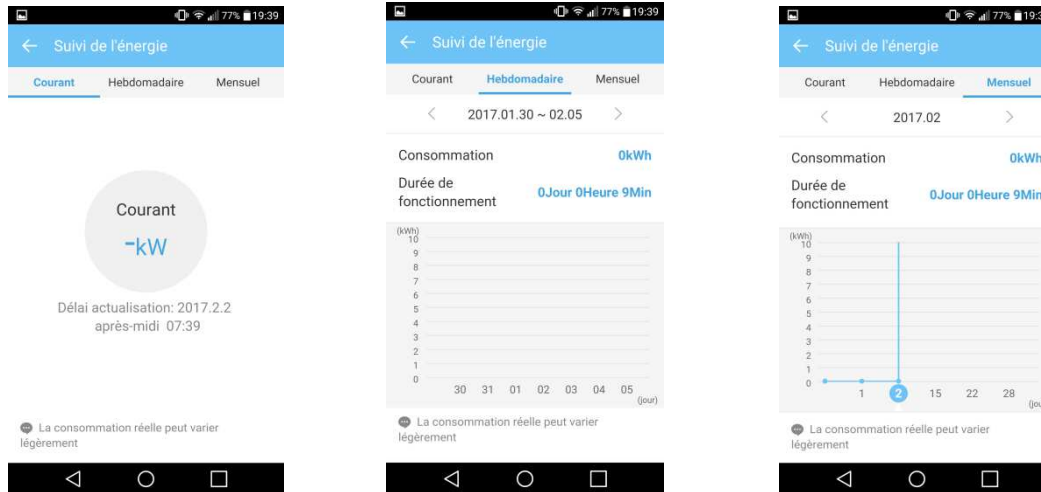 77% 19:39
Suivi de l'énergie
Courant Hebdomadaire Mensuel
Courant
-kW
Délai actualisation: 2017.2.2
après-midi 07:39
La consommation réelle peut varier
légèrement
77% 19:39
Suivi de l'énergie
Courant Hebdomadaire Mensuel
2017.01.30 ~ 02.05
Consommation 0kWh
Durée de
fonctionnement 0Jour 0Heure 9Min
(kWh)
10
9
8
7
6
5
4
3
2
1
0
30 31 01 02 03 04 05
(jour)
La consommation réelle peut varier
légèrement
77% 19:3
Suivi de l'énergie
Courant Hebdomadaire Mensuel
2017.02
Consommation 0kWh
Durée de
fonctionnement 0Jour 0Heure 9Min
(kWh)
10
9
8
7
6
5
4
3
2
1
0
1 2 15 22 28
(jou
La consommation réelle peut varier
légèrement